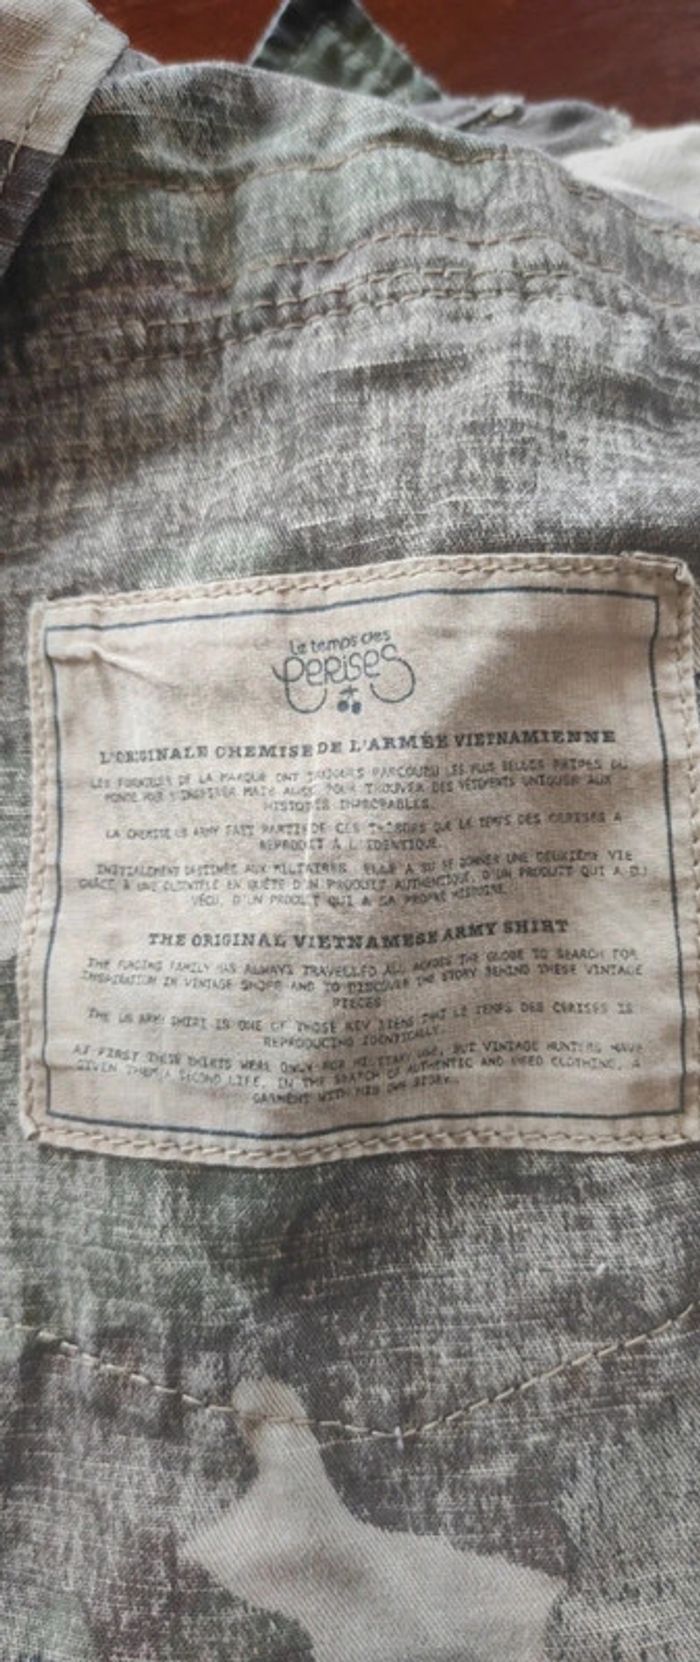 Le temps des
CERISES
L'ORIGINALE CHEMISE DE L'ARMÉE VIETNAMIENNE
LES FONDATEURS DE LA MARQUE ONT TOUJOURS PARCOURU LES PLUS BELLES FRIPES DU
MONDE POUR S'INSPIRER MAIS AUSSI POUR TROUVER DES VÊTEMENTS UNIQUES AUX
HISTOIRES IMPROBABLES.
LA CHEMISE US ARMY FAIT PARTIE DE CES TRÉSORS QUE LE TEMPS DES CERISES A
REPRODUIT À L'IDENTIQUE.
INITIALEMENT DESTINÉE AUX MILITAIRES, ELLE A SU SE DONNER UNE DEUXIÈME VIE
GRÂCE À UNE CLIENTÈLE EN QUÊTE D'UN PRODUIT AUTHENTIQUE, D'UN PRODUIT QUI A DU
VÉCU, D'UN PRODUIT QUI A SA PROPRE HISTOIRE.
THE ORIGINAL VIETNAMESE ARMY SHIRT
THE FAMILY HAS ALWAYS TRAVELLED ALL ACROSS THE GLOBE TO SEARCH FOR
INSPIRATION IN VINTAGE SHOPS AND TO DISCOVER THE STORY BEHIND THESE VINTAGE
PIECES
THE US ARMY SHIRT IS ONE OF THOSE KEY ITEMS THAT LE TEMPS DES CERISES IS
REPRODUCING IDENTICALLY.
AT FIRST THESE SHIRTS WERE ONLY FOR MILITARY USE, BUT VINTAGE HUNTERS HAVE
GIVEN THEM A SECOND LIFE, IN THE SEARCH OF AUTHENTIC AND USED CLOTHING, A
GARMENT WITH HIS OWN STORY.